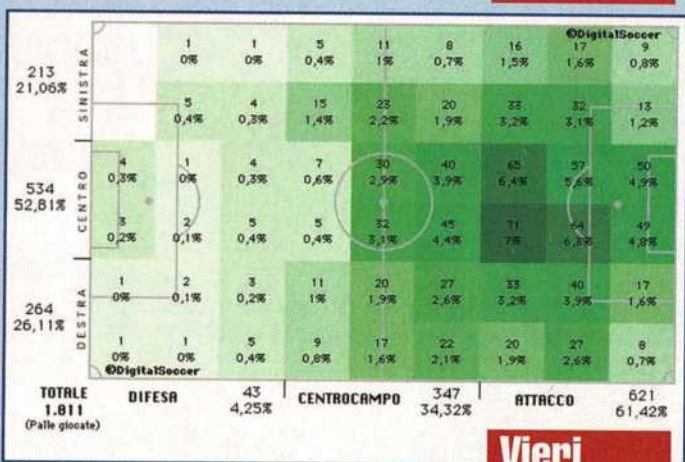 ©DigitalSoccer
1 1 5 11 8 16 17 9
0% 0% 0,4% 1% 0,7% 1,5% 1,6% 0,8%
213
21,06%
SINISTRA
5 4 15 23 20 33 32 13
0,4% 0,3% 1,4% 2,2% 1,9% 3,2% 3,1% 1,2%
4 1 4 7 30 40 65 57 50
0,3% 0% 0,3% 0,6% 2,9% 3,9% 6,4% 5,6% 4,9%
534
52,81%
CENTRO
3 2 5 5 32 45 71 64 49
0,2% 0,1% 0,4% 0,4% 3,1% 4,4% 7% 6,3% 4,8%
1 2 3 11 20 27 33 40 17
0% 0,1% 0,2% 1% 1,9% 2,6% 3,2% 3,9% 1,6%
264
26,11%
DESTRA
1 1 5 9 17 22 20 27 8
0% 0% 0,4% 0,8% 1,6% 2,1% 1,9% 2,6% 0,7%
©DigitalSoccer
TOTALE DIFESA 43 CENTROCAMPO 347 ATTACCO 621
1.811 4,25% 34,32% 61,42%
(Palle giocate)
Vieri